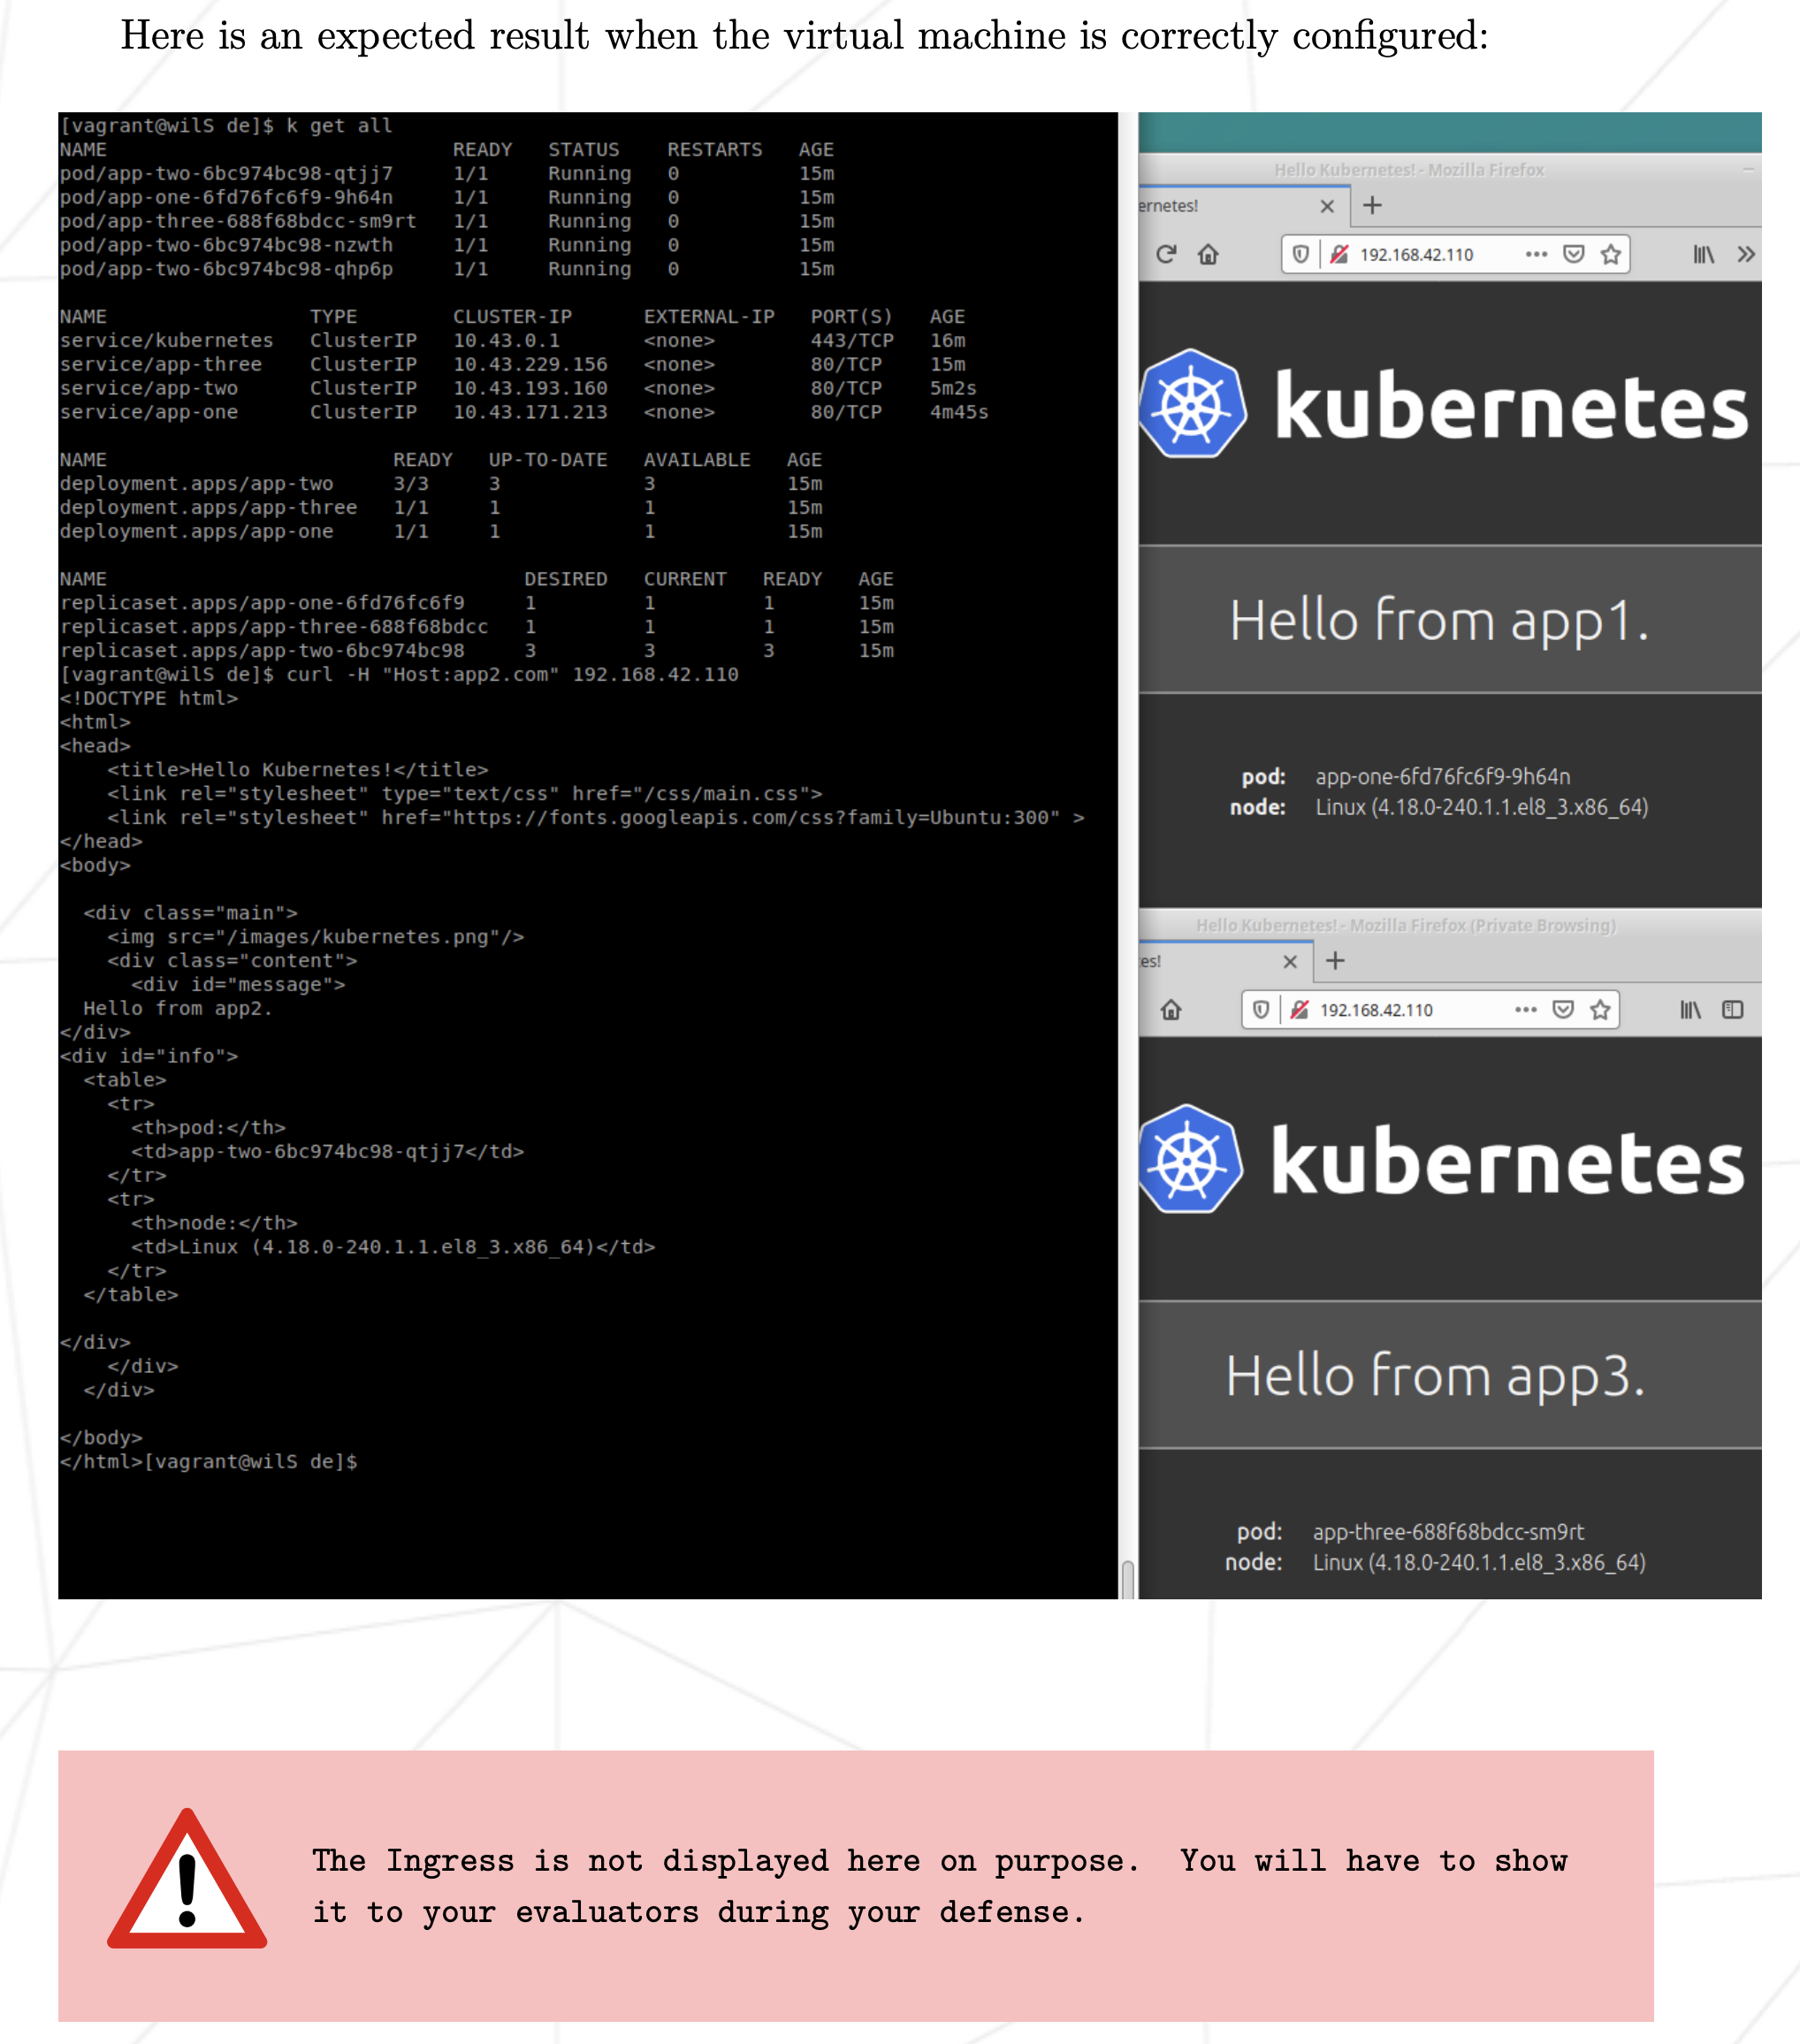 Here is an expected result when the virtual machine is correctly configured:
[vagrant@wilS de]$ k get all
NAME                             READY   STATUS    RESTARTS   AGE
pod/app-two-6bc974bc98-qtjj7     1/1     Running   0          15m
pod/app-one-6fd76fc6f9-9h64n     1/1     Running   0          15m
pod/app-three-688f68bdcc-sm9rt   1/1     Running   0          15m
pod/app-two-6bc974bc98-nzwth     1/1     Running   0          15m
pod/app-two-6bc974bc98-qhp6p     1/1     Running   0          15m
NAME                 TYPE        CLUSTER-IP      EXTERNAL-IP   PORT(S)   AGE
service/kubernetes   ClusterIP   10.43.0.1       <none>        443/TCP   16m
service/app-three    ClusterIP   10.43.229.156   <none>        80/TCP    15m
service/app-two      ClusterIP   10.43.193.160   <none>        80/TCP    5m2s
service/app-one      ClusterIP   10.43.171.213   <none>        80/TCP    4m45s
NAME                        READY   UP-TO-DATE   AVAILABLE   AGE
deployment.apps/app-two     3/3     3            3           15m
deployment.apps/app-three   1/1     1            1           15m
deployment.apps/app-one     1/1     1            1           15m
NAME                                   DESIRED   CURRENT   READY   AGE
replicaset.apps/app-one-6fd76fc6f9     1         1         1       15m
replicaset.apps/app-three-688f68bdcc   1         1         1       15m
replicaset.apps/app-two-6bc974bc98     3         3         3       15m
[vagrant@wilS de]$ curl -H "Host:app2.com" 192.168.42.110
<!DOCTYPE html>
<html>
<head>
    <title>Hello Kubernetes!</title>
    <link rel="stylesheet" type="text/css" href="/css/main.css">
    <link rel="stylesheet" href="https://fonts.googleapis.com/css?family=Ubuntu:300" >
</head>
<body>
  <div class="main">
    <img src="/images/kubernetes.png"/>
    <div class="content">
      <div id="message">
  Hello from app2.
</div>
<div id="info">
  <table>
    <tr>
      <th>pod:</th>
      <td>app-two-6bc974bc98-qtjj7</td>
    </tr>
    <tr>
      <th>node:</th>
      <td>Linux (4.18.0-240.1.1.el8_3.x86_64)</td>
    </tr>
  </table>
</div>
    </div>
  </div>
</body>
</html>[vagrant@wilS de]$
Hello Kubernetes! - Mozilla Firefox
ernetes!
192.168.42.110
kubernetes
Hello from app1.
pod: app-one-6fd76fc6f9-9h64n
node: Linux (4.18.0-240.1.1.el8_3.x86_64)
Hello Kubernetes! - Mozilla Firefox (Private Browsing)
es!
192.168.42.110
kubernetes
Hello from app3.
pod: app-three-688f68bdcc-sm9rt
node: Linux (4.18.0-240.1.1.el8_3.x86_64)
The Ingress is not displayed here on purpose. You will have to show
it to your evaluators during your defense.